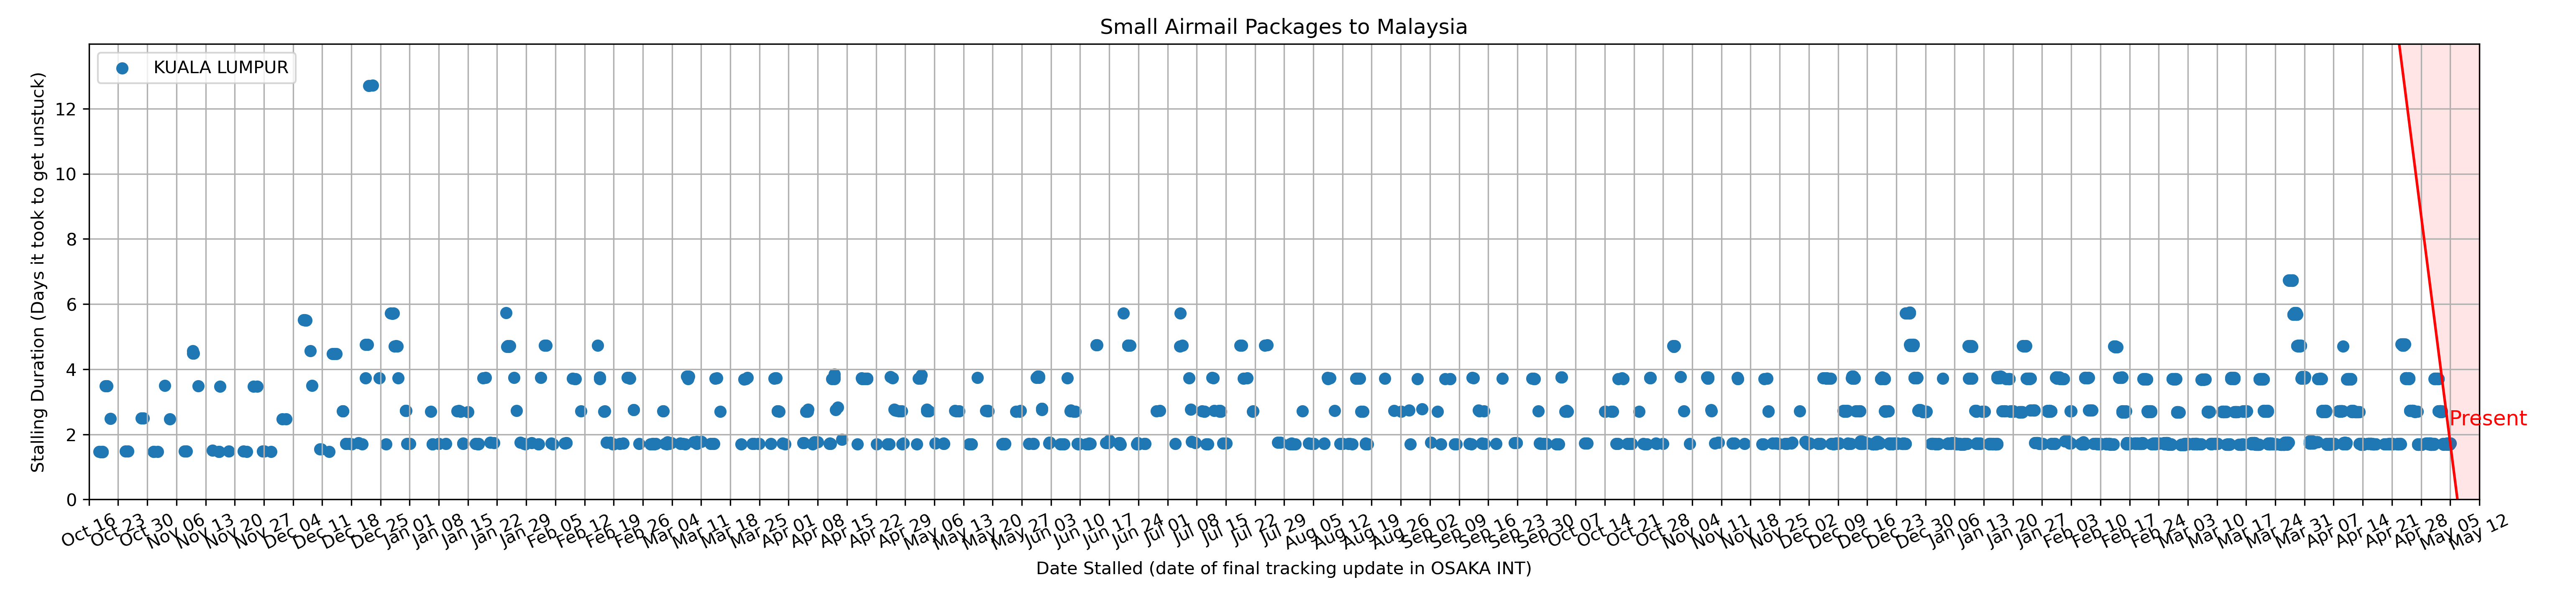 Small Airmail Packages to Malaysia
KUALA LUMPUR
Stalling Duration (Days it took to get unstuck)
12
10
8
6
4
2
0
Present
Oct 16
Oct 23
Oct 30
Nov 06
Nov 13
Nov 20
Nov 27
Dec 04
Dec 11
Dec 18
Dec 25
Jan 01
Jan 08
Jan 15
Jan 22
Jan 29
Feb 05
Feb 12
Feb 19
Feb 26
Mar 04
Mar 11
Mar 18
Mar 25
Apr 01
Apr 08
Apr 15
Apr 22
Apr 29
May 06
May 13
May 20
May 27
Jun 03
Jun 10
Jun 17
Jun 24
Jul 01
Jul 08
Jul 15
Jul 22
Jul 29
Aug 05
Aug 12
Aug 19
Aug 26
Sep 02
Sep 09
Sep 16
Sep 23
Sep 30
Oct 07
Oct 14
Oct 21
Oct 28
Nov 04
Nov 11
Nov 18
Nov 25
Dec 02
Dec 09
Dec 16
Dec 23
Dec 30
Jan 06
Jan 13
Jan 20
Jan 27
Feb 03
Feb 10
Feb 17
Feb 24
Mar 03
Mar 10
Mar 17
Mar 24
Mar 31
Apr 07
Apr 14
Apr 21
Apr 28
May 05
May 12
Date Stalled (date of final tracking update in OSAKA INT)